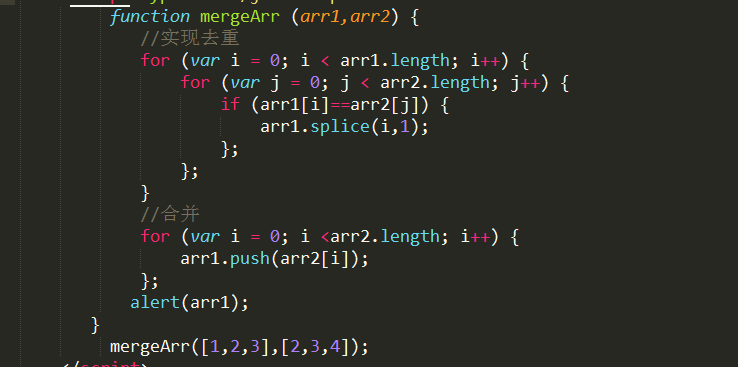 function mergeArr (arr1,arr2) {
//实现去重
for (var i = 0; i < arr1.length; i++) {
for (var j = 0; j < arr2.length; j++) {
if (arr1[i]==arr2[j]) {
arr1.splice(i,1);
};
};
}
//合并
for (var i = 0; i <arr2.length; i++) {
arr1.push(arr2[i]);
};
alert(arr1);
}
mergeArr([1,2,3],[2,3,4]);